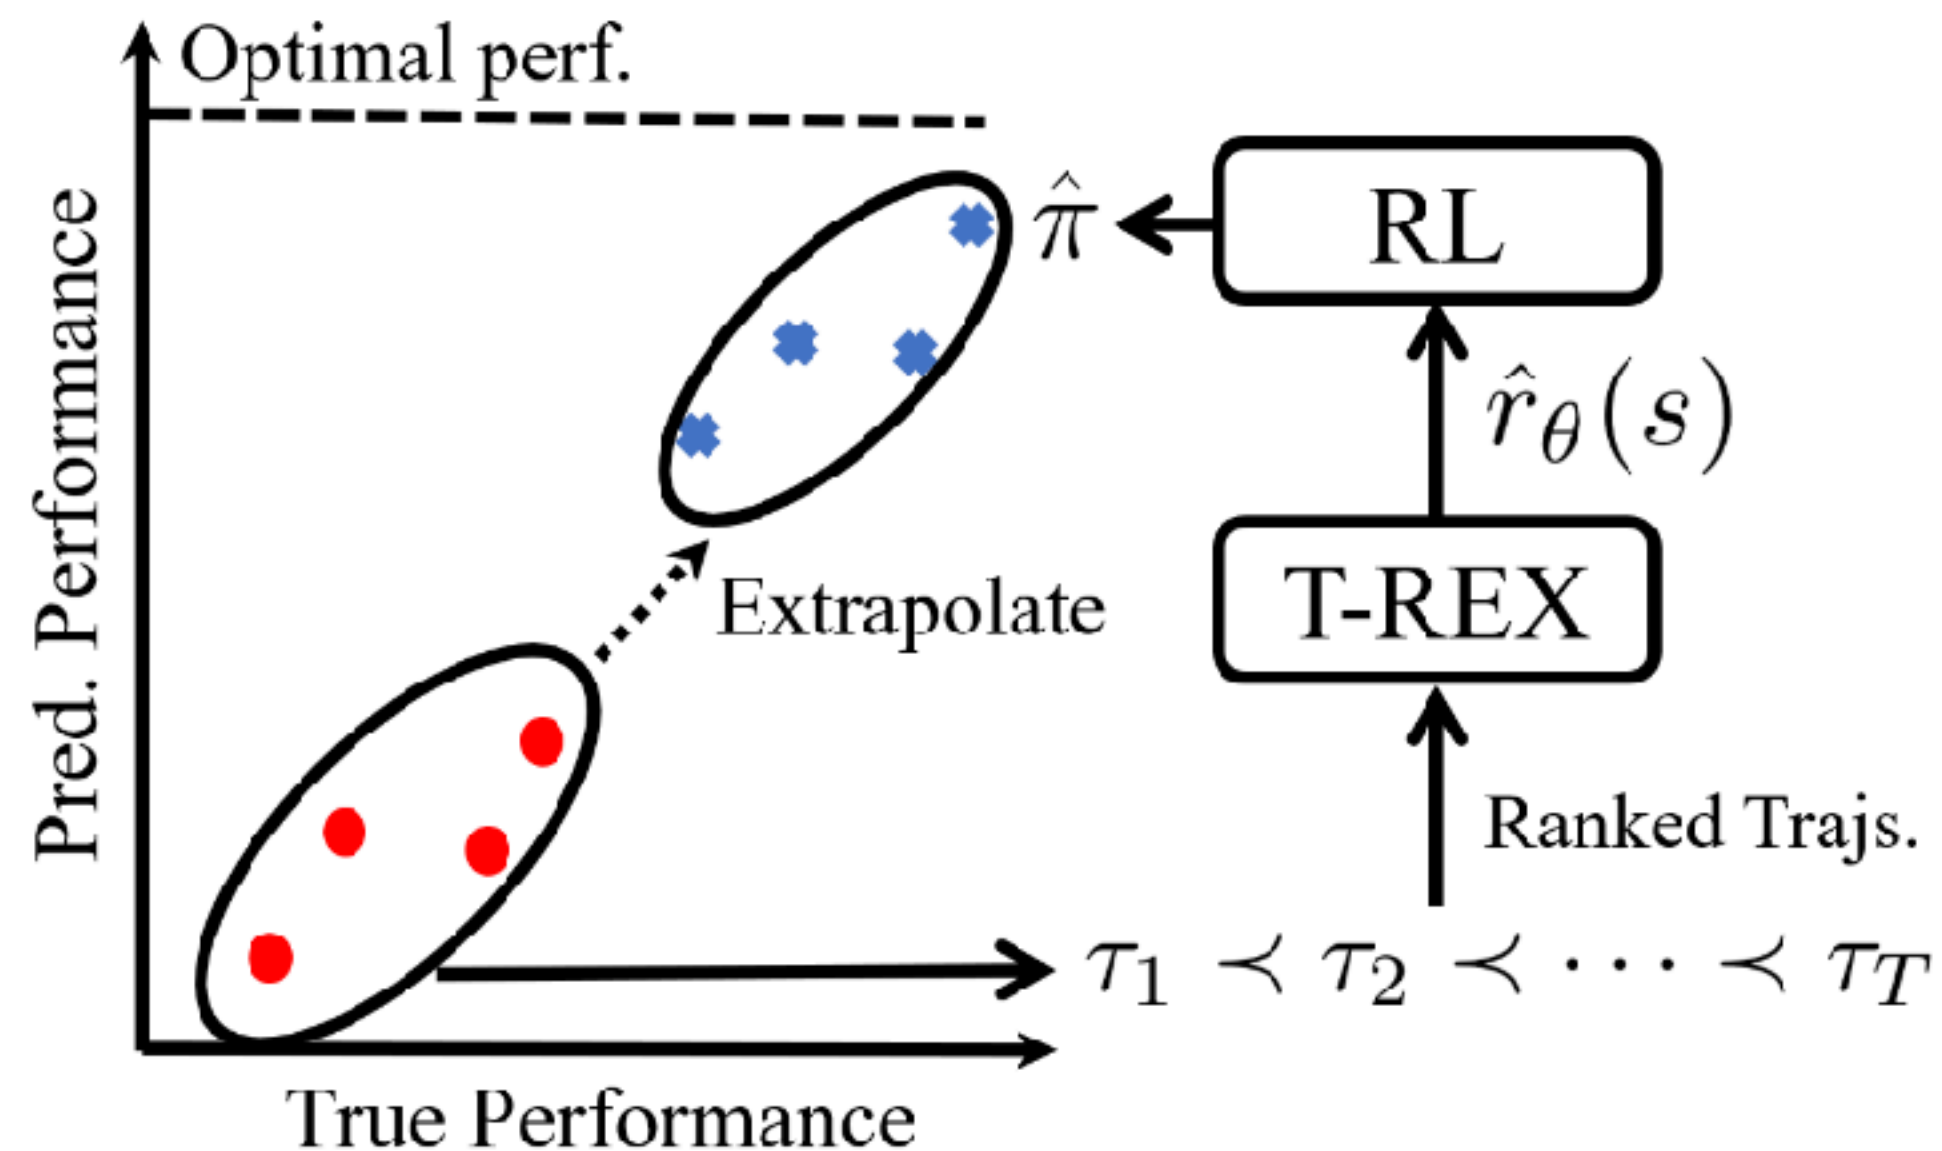 Optimal perf.
Pred. Performance
π̂
RL
r̂θ(s)
Extrapolate
T-REX
Ranked Trajs.
τ1 ≺ τ2 ≺ ⋯ ≺ τT
True Performance